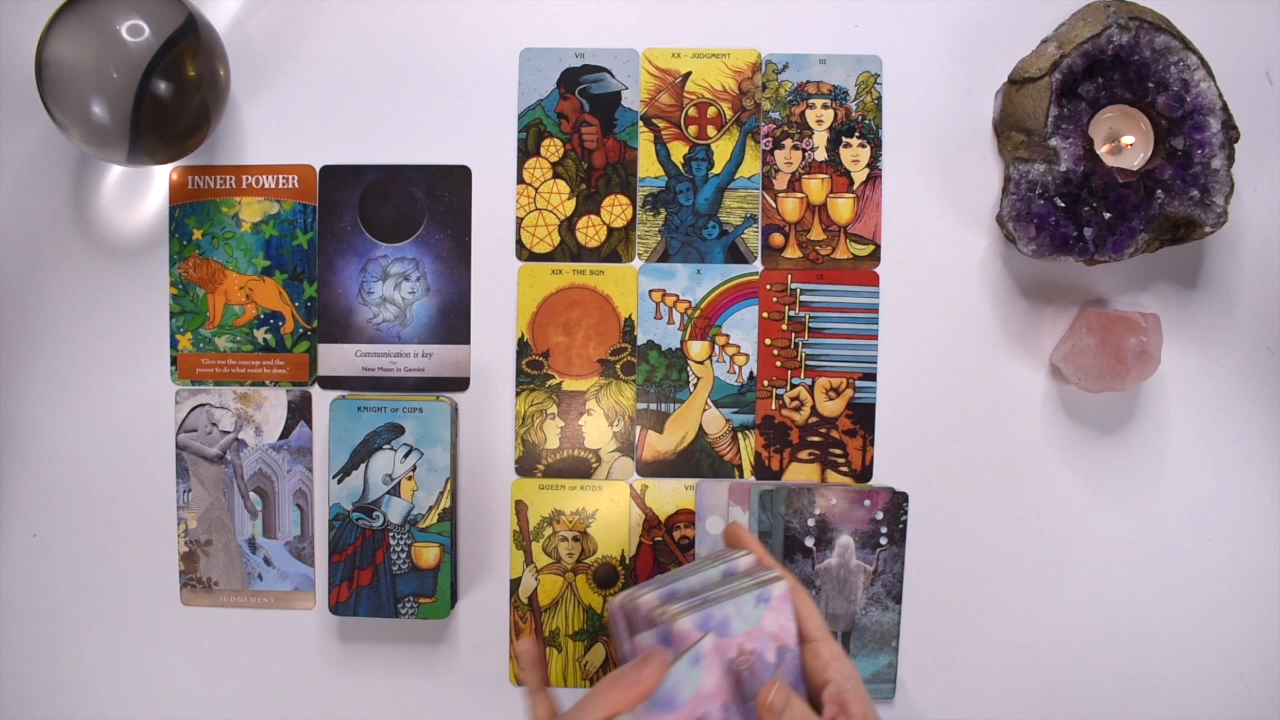 INNER POWER
"Give me the courage and the
power to do what must be done."
Communication is key
New Moon in Gemini
JUDGEMENT
KNIGHT OF CUPS
VII
XX – JUDGMENT
III
XIX – THE SUN
X
IX
QUEEN OF RODS
VII